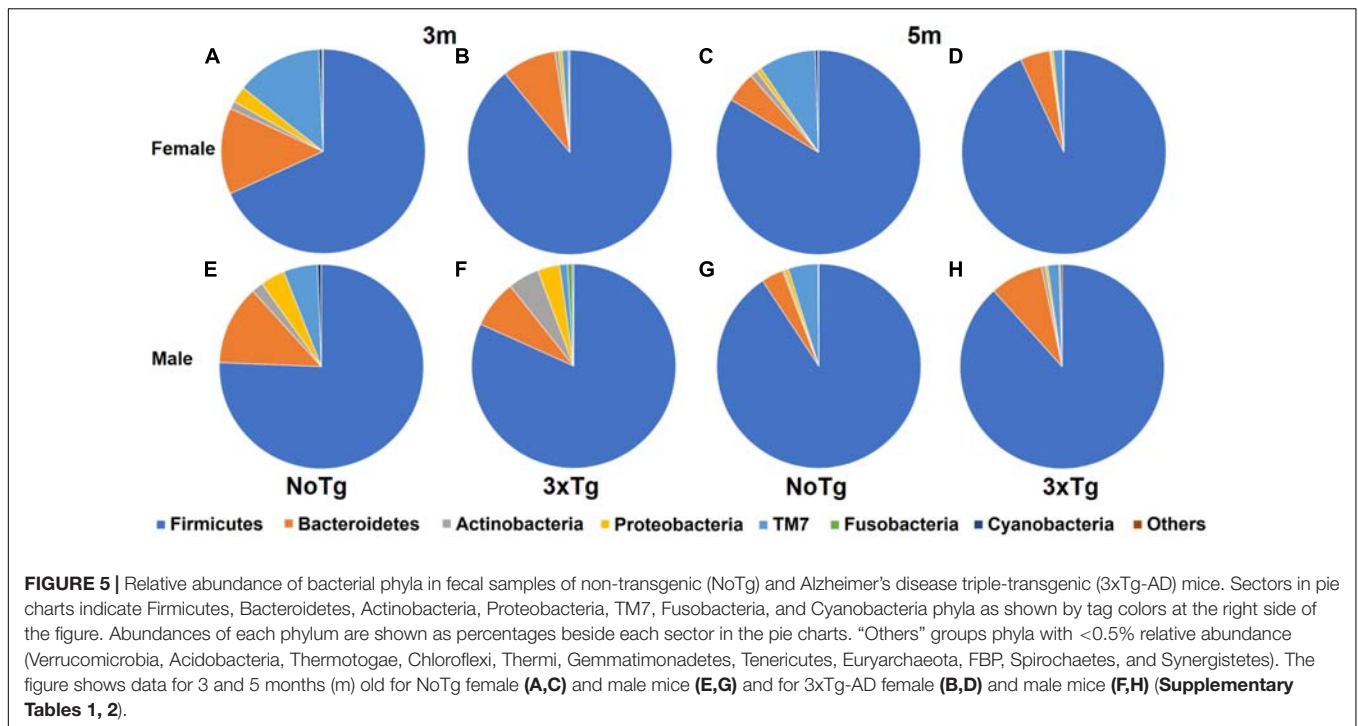 3m 5m
A B C D
Female
E F G H
Male
NoTg 3xTg NoTg 3xTg
Firmicutes Bacteroidetes Actinobacteria Proteobacteria TM7 Fusobacteria Cyanobacteria Others
FIGURE 5 | Relative abundance of bacterial phyla in fecal samples of non-transgenic (NoTg) and Alzheimer's disease triple-transgenic (3xTg-AD) mice. Sectors in pie
charts indicate Firmicutes, Bacteroidetes, Actinobacteria, Proteobacteria, TM7, Fusobacteria, and Cyanobacteria phyla as shown by tag colors at the right side of
the figure. Abundances of each phylum are shown as percentages beside each sector in the pie charts. “Others” groups phyla with <0.5% relative abundance
(Verrucomicrobia, Acidobacteria, Thermotogae, Chloroflexi, Thermi, Gemmatimonadetes, Tenericutes, Euryarchaeota, FBP, Spirochaetes, and Synergistetes). The
figure shows data for 3 and 5 months (m) old for NoTg female (A,C) and male mice (E,G) and for 3xTg-AD female (B,D) and male mice (F,H) (Supplementary
Tables 1, 2).